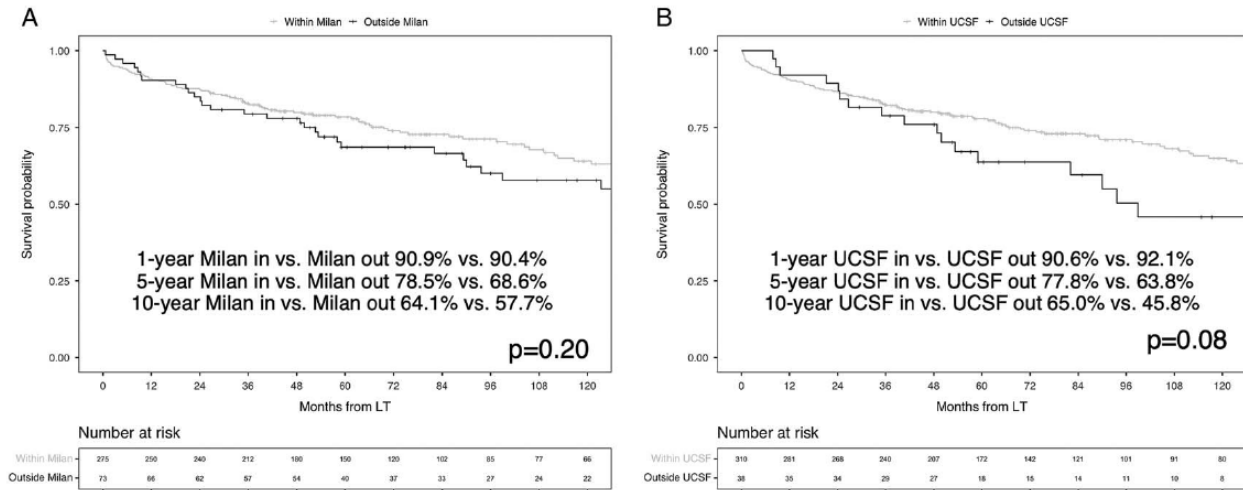 A
Within Milan Outside Milan
1.00
0.75
0.50
0.25
0.00
Survival probability
1-year Milan in vs. Milan out 90.9% vs. 90.4%
5-year Milan in vs. Milan out 78.5% vs. 68.6%
10-year Milan in vs. Milan out 64.1% vs. 57.7%
p=0.20
0 12 24 36 48 60 72 84 96 108 120
Months from LT
Number at risk
Within Milan 275 250 240 212 180 150 120 102 85 77 66
Outside Milan 73 66 62 57 54 40 37 33 27 24 22
B
Within UCSF Outside UCSF
1.00
0.75
0.50
0.25
0.00
Survival probability
1-year UCSF in vs. UCSF out 90.6% vs. 92.1%
5-year UCSF in vs. UCSF out 77.8% vs. 63.8%
10-year UCSF in vs. UCSF out 65.0% vs. 45.8%
p=0.08
0 12 24 36 48 60 72 84 96 108 120
Months from LT
Number at risk
Within UCSF 310 281 268 240 207 172 142 121 101 91 80
Outside UCSF 38 35 34 29 27 18 15 14 11 10 8